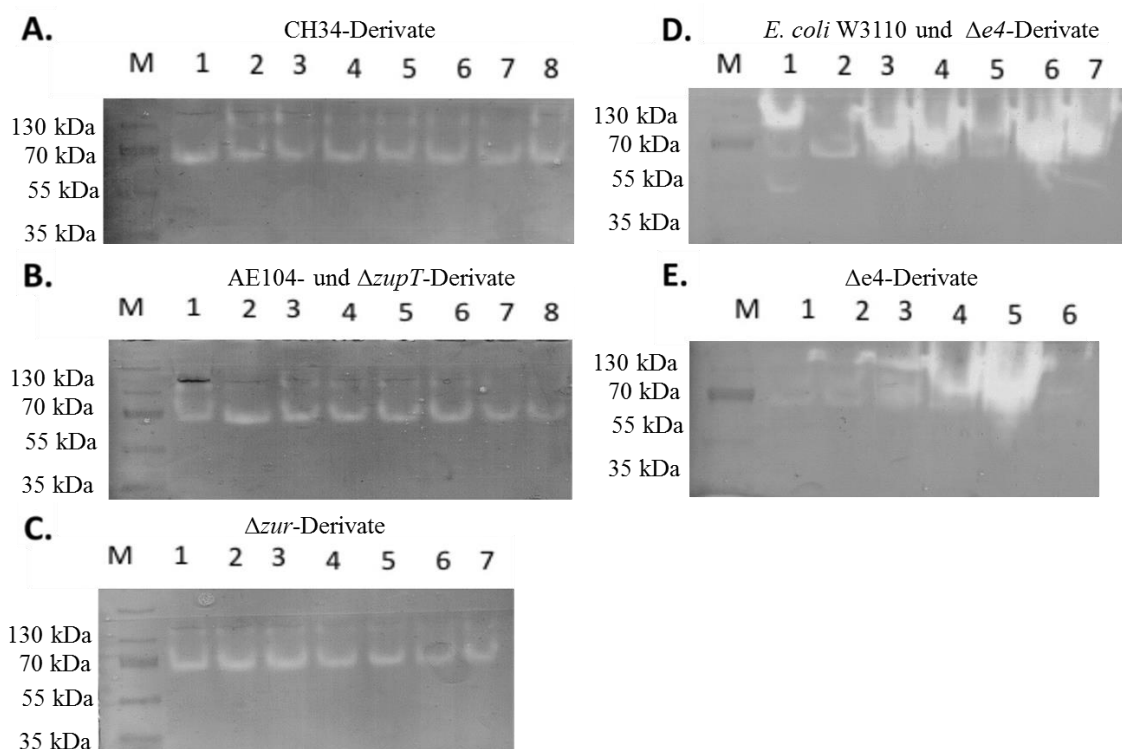 A.
CH34-Derivate
M 1 2 3 4 5 6 7 8
130 kDa
70 kDa
55 kDa
35 kDa
B.
AE104- und ΔzupT-Derivate
M 1 2 3 4 5 6 7 8
130 kDa
70 kDa
55 kDa
35 kDa
C.
Δzur-Derivate
M 1 2 3 4 5 6 7
130 kDa
70 kDa
55 kDa
35 kDa
D.
E. coli W3110 und Δe4-Derivate
M 1 2 3 4 5 6 7
130 kDa
70 kDa
55 kDa
35 kDa
E.
Δe4-Derivate
M 1 2 3 4 5 6
130 kDa
70 kDa
55 kDa
35 kDa